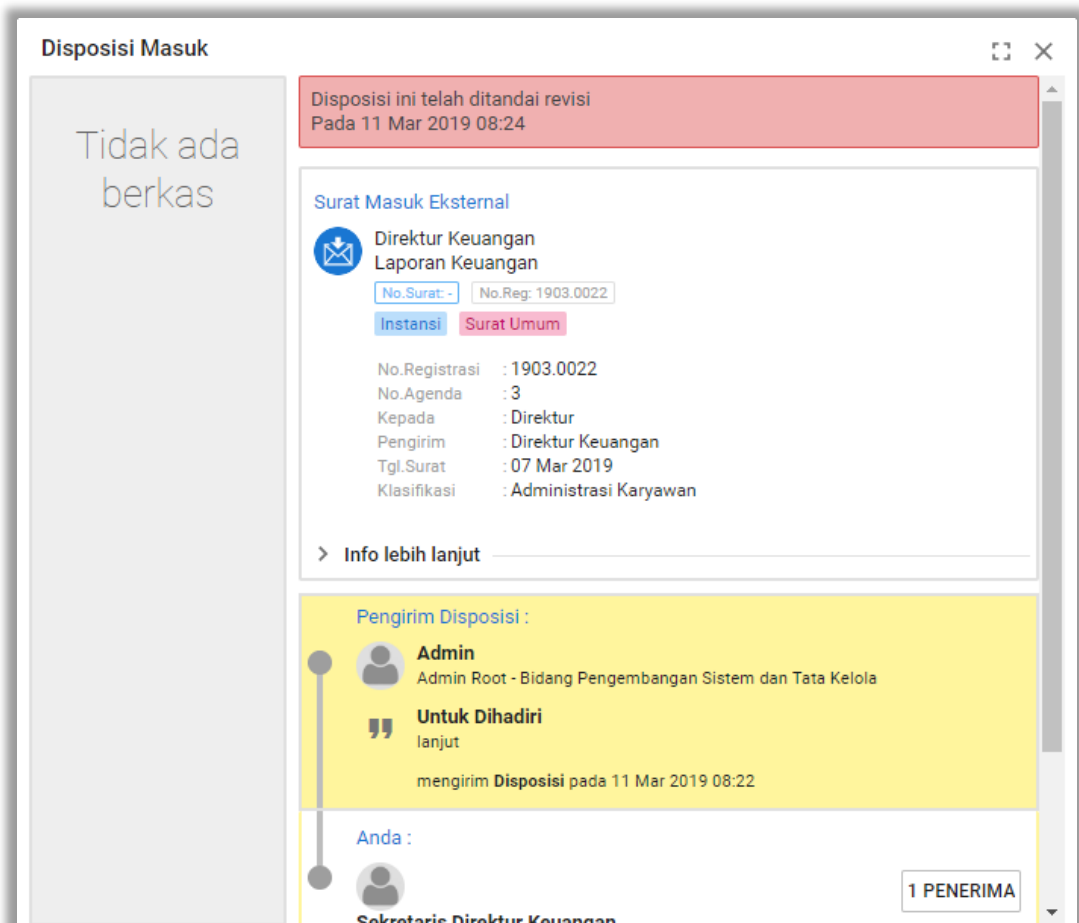 Disposisi Masuk
Tidak ada
berkas
Disposisi ini telah ditandai revisi
Pada 11 Mar 2019 08:24
Surat Masuk Eksternal
Direktur Keuangan
Laporan Keuangan
No.Surat: - No.Reg: 1903.0022
Instansi Surat Umum
No.Registrasi : 1903.0022
No.Agenda : 3
Kepada : Direktur
Pengirim : Direktur Keuangan
Tgl.Surat : 07 Mar 2019
Klasifikasi : Administrasi Karyawan
Info lebih lanjut
Pengirim Disposisi :
Admin
Admin Root - Bidang Pengembangan Sistem dan Tata Kelola
Untuk Dihadiri
lanjut
mengirim Disposisi pada 11 Mar 2019 08:22
Anda :
1 PENERIMA
Sekretaris Direktur Keuangan